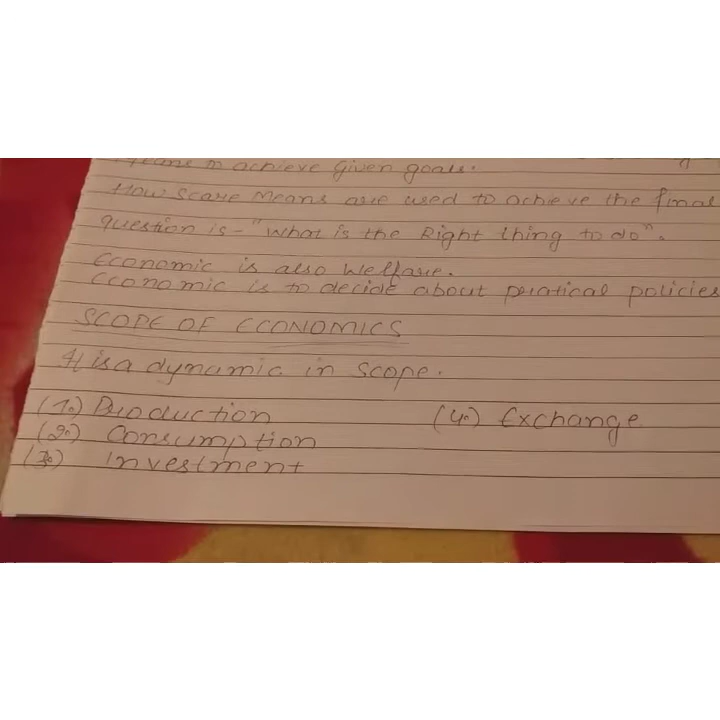 means to achieve Given goals.
How Scare Means are used to achieve the final
question is - "What is the Right thing to do".
Economic is also Welfare.
Economic is to decide about pratical policies
SCOPE OF ECONOMICS
It is a dynamic in scope.
(1.) Production (4.) Exchange
(2.) Consumption
(3.) Investment